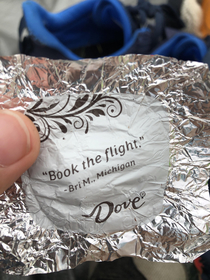 "Book the flight."
-Bri M., Michigan
Dove®